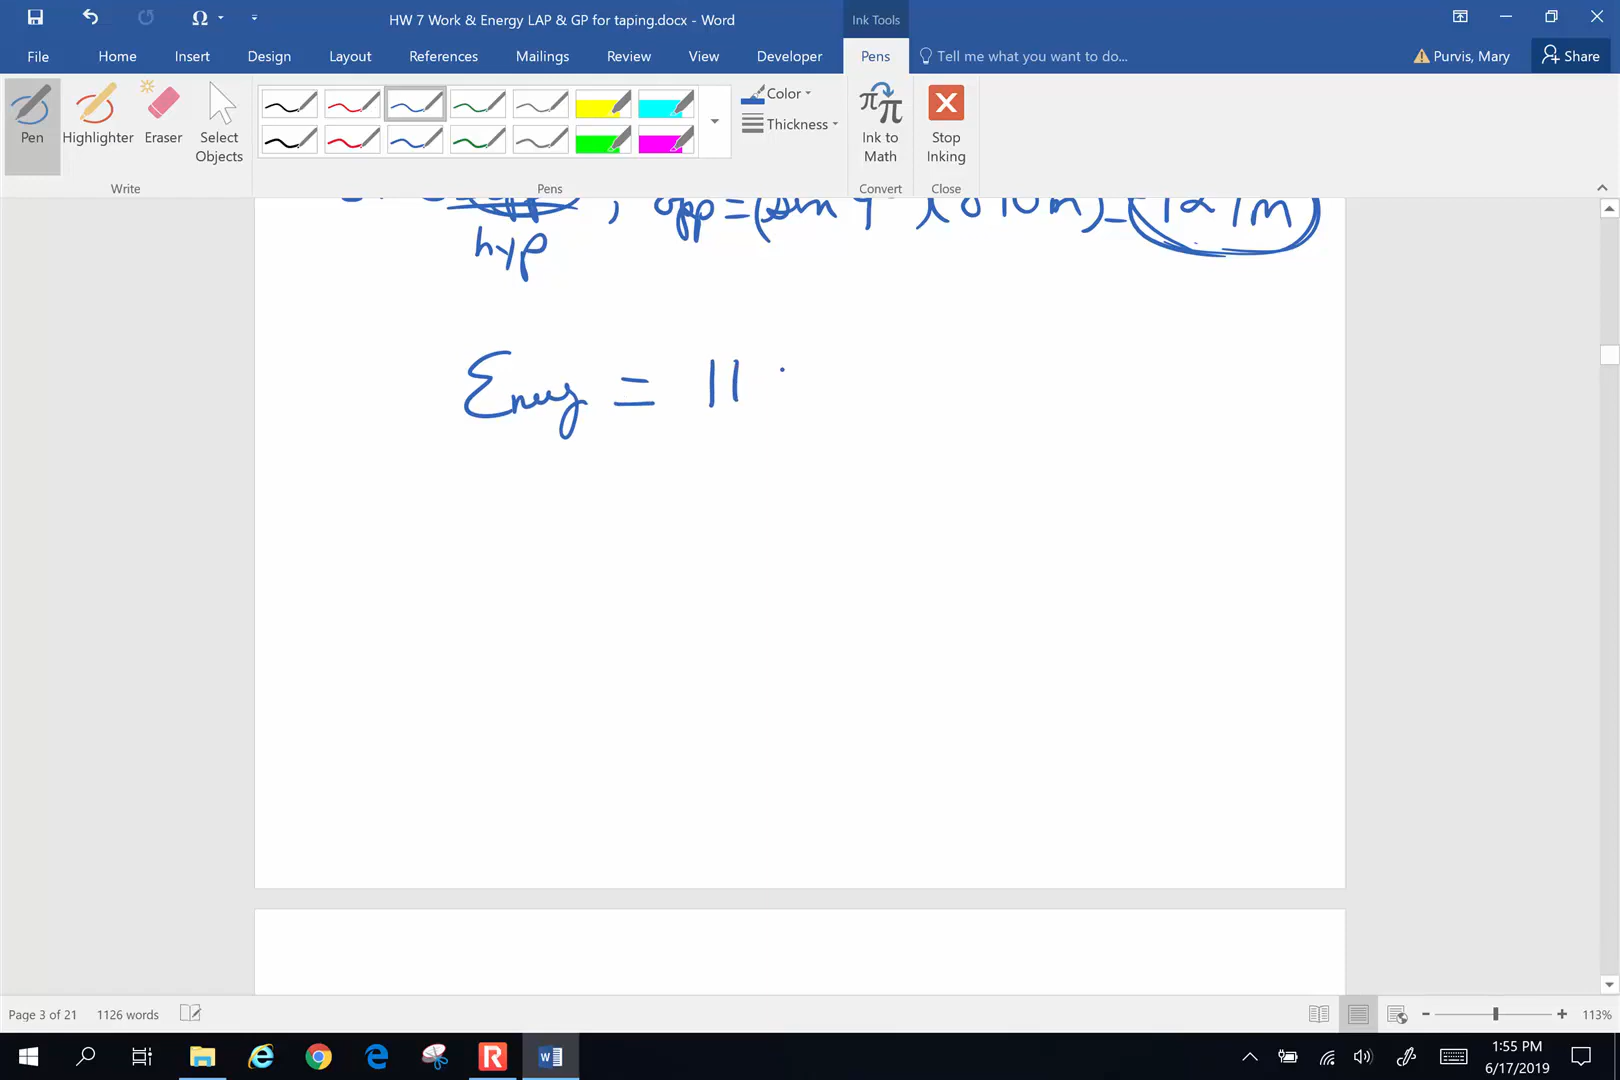 HW 7 Work & Energy LAP & GP for taping.docx - Word
Ink Tools
File Home Insert Design Layout References Mailings Review View Developer Pens Tell me what you want to do... Purvis, Mary Share
Pen Highlighter Eraser Select Objects
Color
Thickness
Ink to Math
Stop Inking
Write Pens Convert Close
hyp
; opp = (sin
Energy = 11
Page 3 of 21 1126 words 113%
1:55 PM
6/17/2019